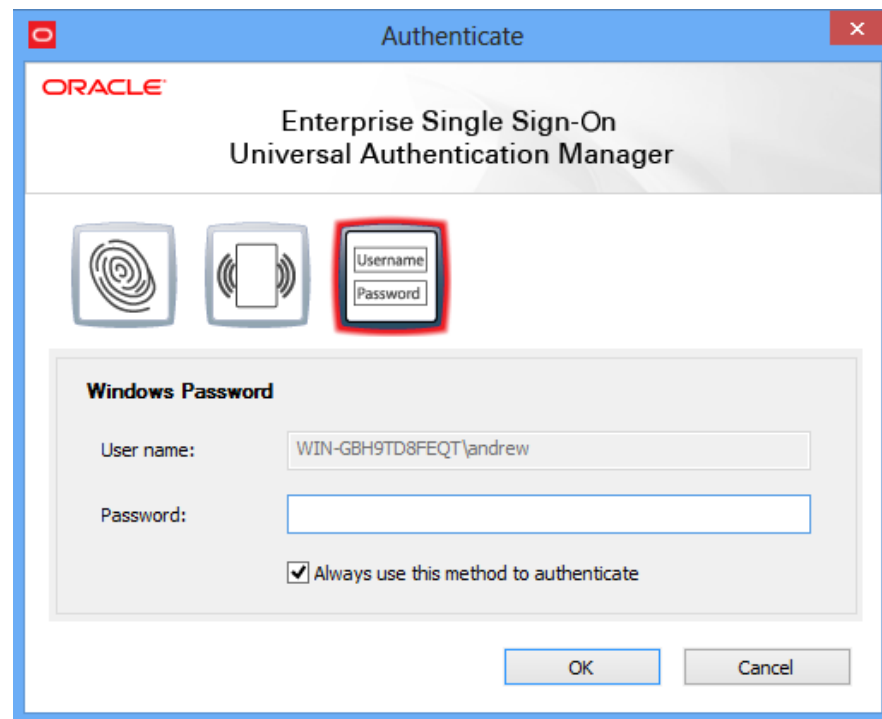 Authenticate
ORACLE
Enterprise Single Sign-On
Universal Authentication Manager
Username
Password
Windows Password
User name:
WIN-GBH9TD8FEQT\andrew
Password:
Always use this method to authenticate
OK
Cancel